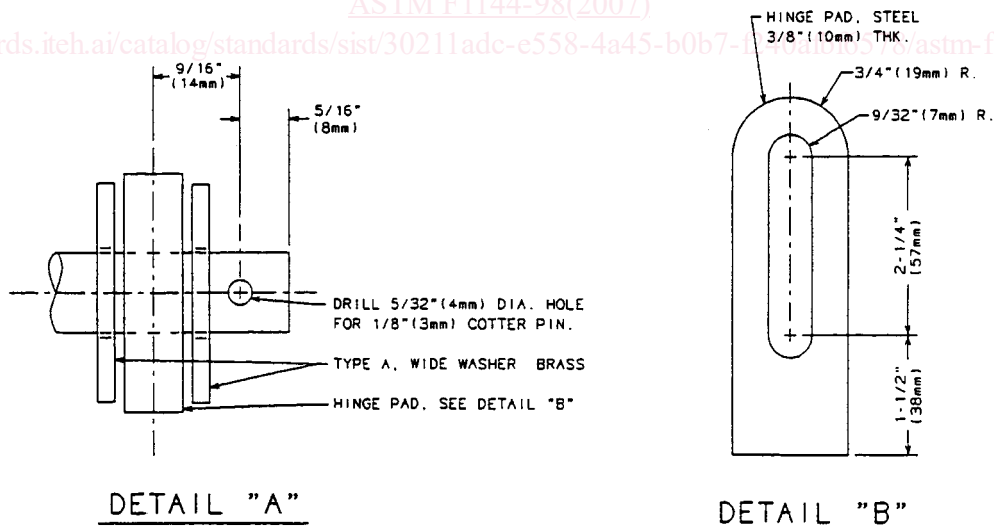 ASTM F1144-98(2007)
rds.iteh.ai/catalog/standards/sist/30211adc-e558-4a45-b0b7-
9/16"
(14mm)
5/16"
(8mm)
DRILL 5/32"(4mm) DIA. HOLE
FOR 1/8"(3mm) COTTER PIN.
TYPE A, WIDE WASHER BRASS
HINGE PAD, SEE DETAIL "B"
DETAIL "A"
HINGE PAD, STEEL
3/8"(10mm) THK.
3/4"(19mm) R.
9/32"(7mm) R.
2-1/4"
(57mm)
1-1/2"
(38mm)
DETAIL "B"